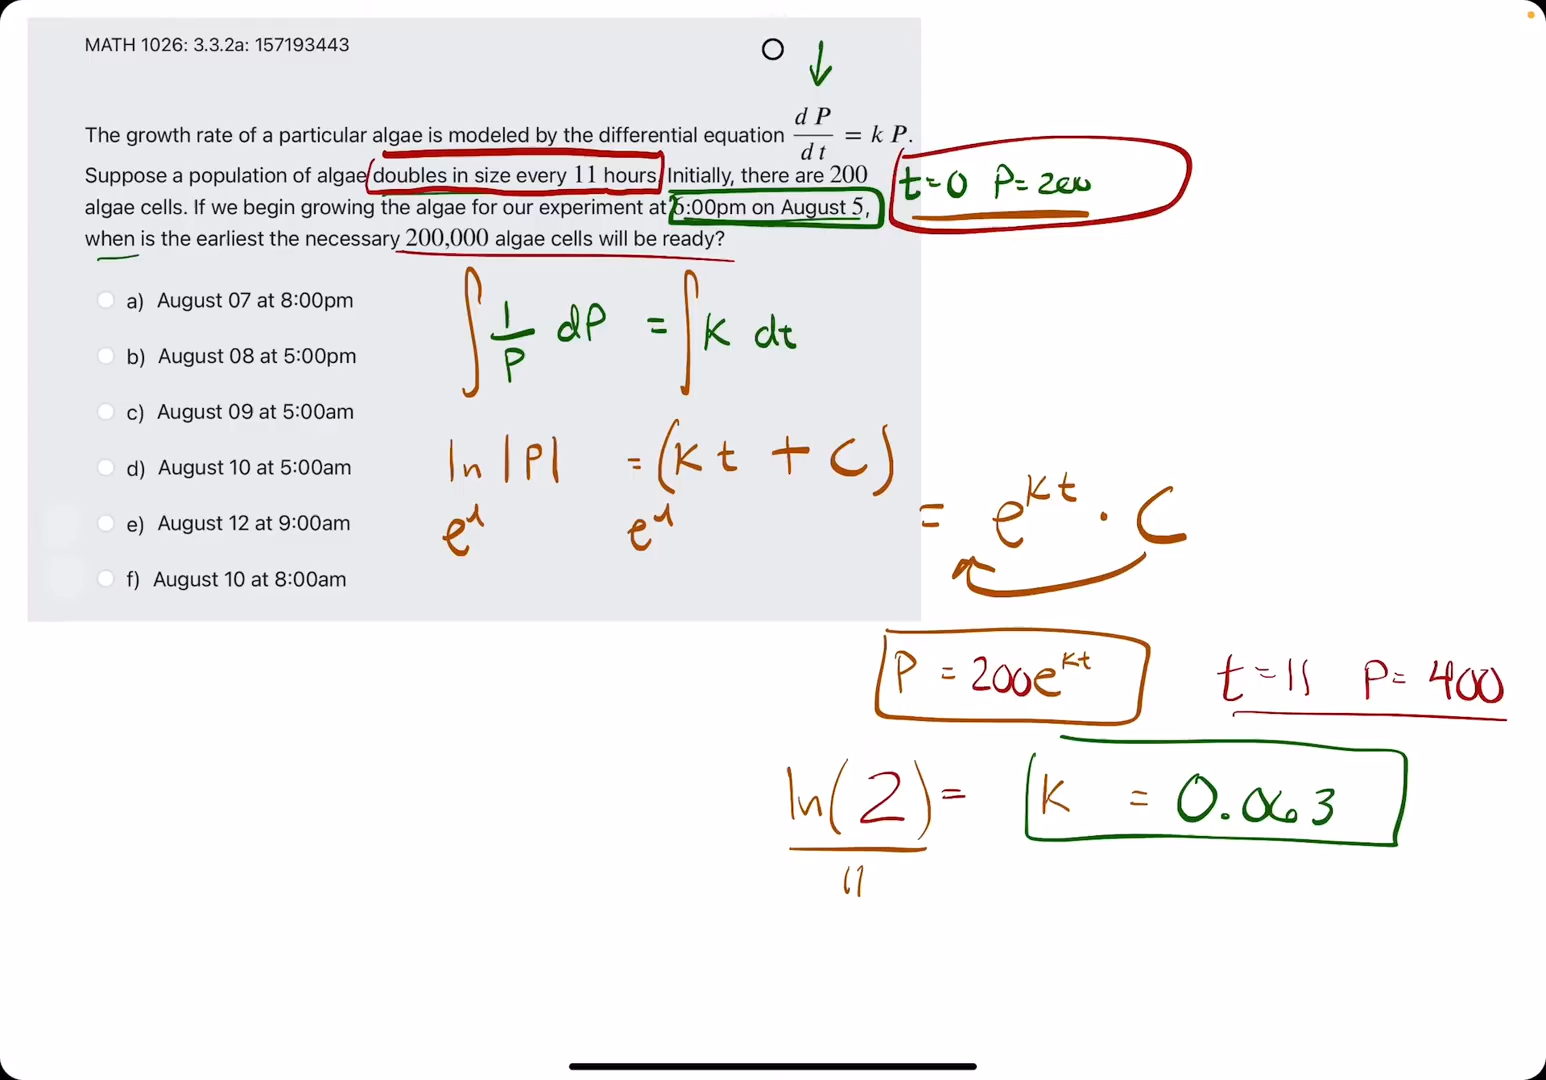 MATH 1026: 3.3.2a: 157193443
The growth rate of a particular algae is modeled by the differential equation dP/dt = k P.
Suppose a population of algae doubles in size every 11 hours. Initially, there are 200
algae cells. If we begin growing the algae for our experiment at :00pm on August 5,
when is the earliest the necessary 200,000 algae cells will be ready?
t=0 P=200
a) August 07 at 8:00pm
b) August 08 at 5:00pm
c) August 09 at 5:00am
d) August 10 at 5:00am
e) August 12 at 9:00am
f) August 10 at 8:00am
∫ 1/P dP = ∫ K dt
ln |P| = (Kt + C)
e^ e^ = e^{Kt} · C
P = 200e^{Kt} t=11 P=400
ln(2)/11 = K = 0.063